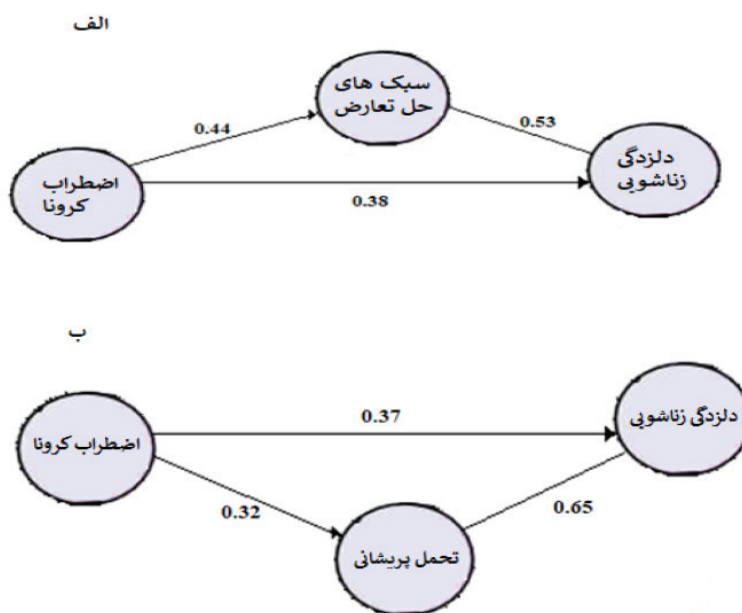 الف
سبک های
حل تعارض
0.44
0.53
دلزدگی
زناشویی
اضطراب
کرونا
0.38
ب
دلزدگی زناشویی
0.37
اضطراب کرونا
0.32
0.65
تحمل پریشانی